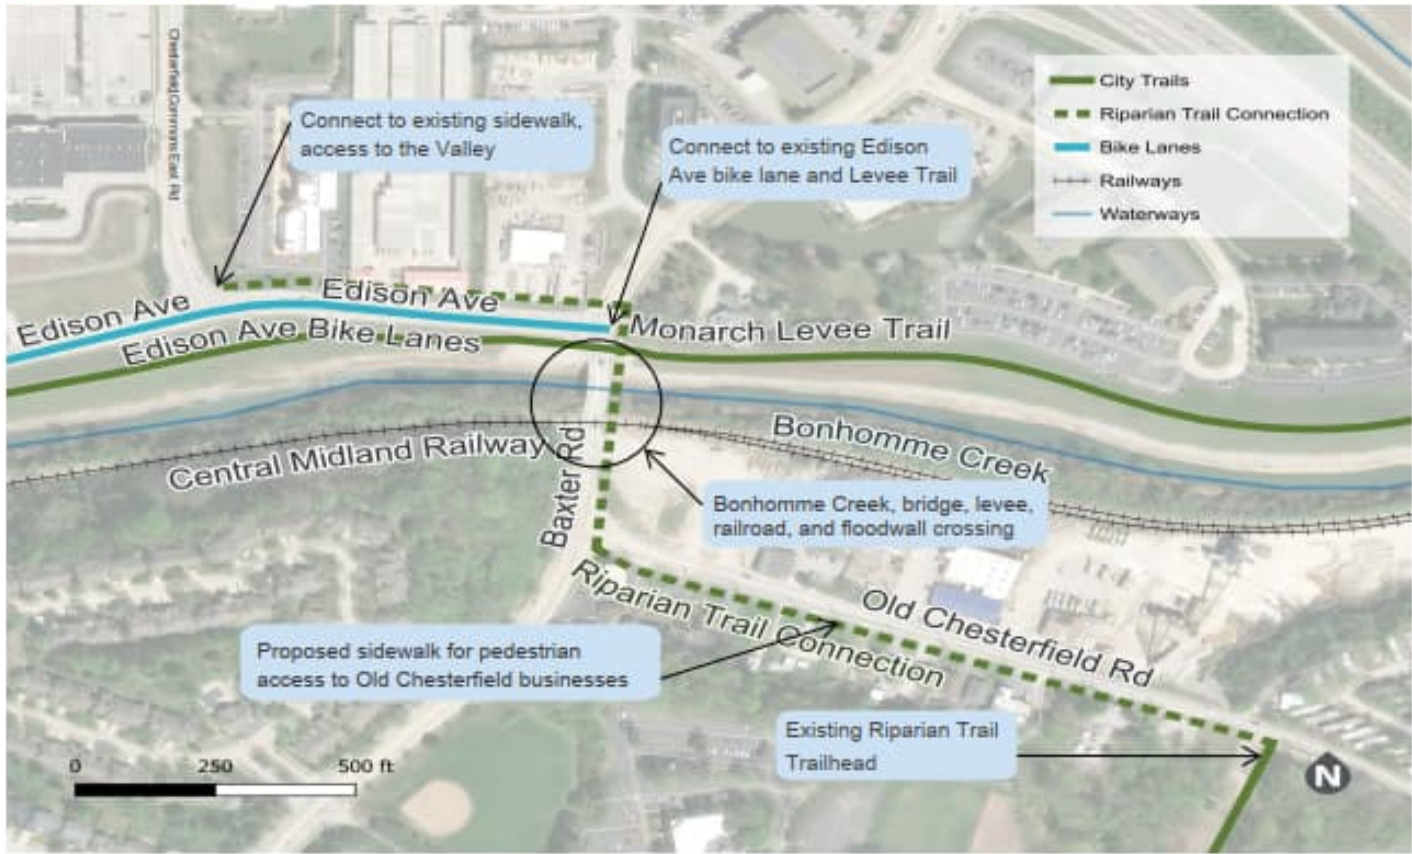 Chesterfield Commons East Rd
Connect to existing sidewalk,
access to the Valley
Connect to existing Edison
Ave bike lane and Levee Trail
City Trails
Riparian Trail Connection
Bike Lanes
Railways
Waterways
Edison Ave
Edison Ave
Edison Ave Bike Lanes
Monarch Levee Trail
Central Midland Railway
Baxter Rd
Bonhomme Creek
Bonhomme Creek, bridge, levee,
railroad, and floodwall crossing
Riparian Trail Connection
Old Chesterfield Rd
Proposed sidewalk for pedestrian
access to Old Chesterfield businesses
Existing Riparian Trail
Trailhead
0 250 500 ft
N